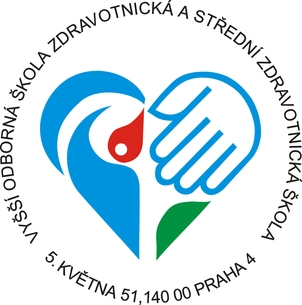 VYŠŠÍ ODBORNÁ ŠKOLA ZDRAVOTNICKÁ A STŘEDNÍ ZDRAVOTNICKÁ ŠKOLA
5. KVĚTNA 51,140 00 PRAHA 4